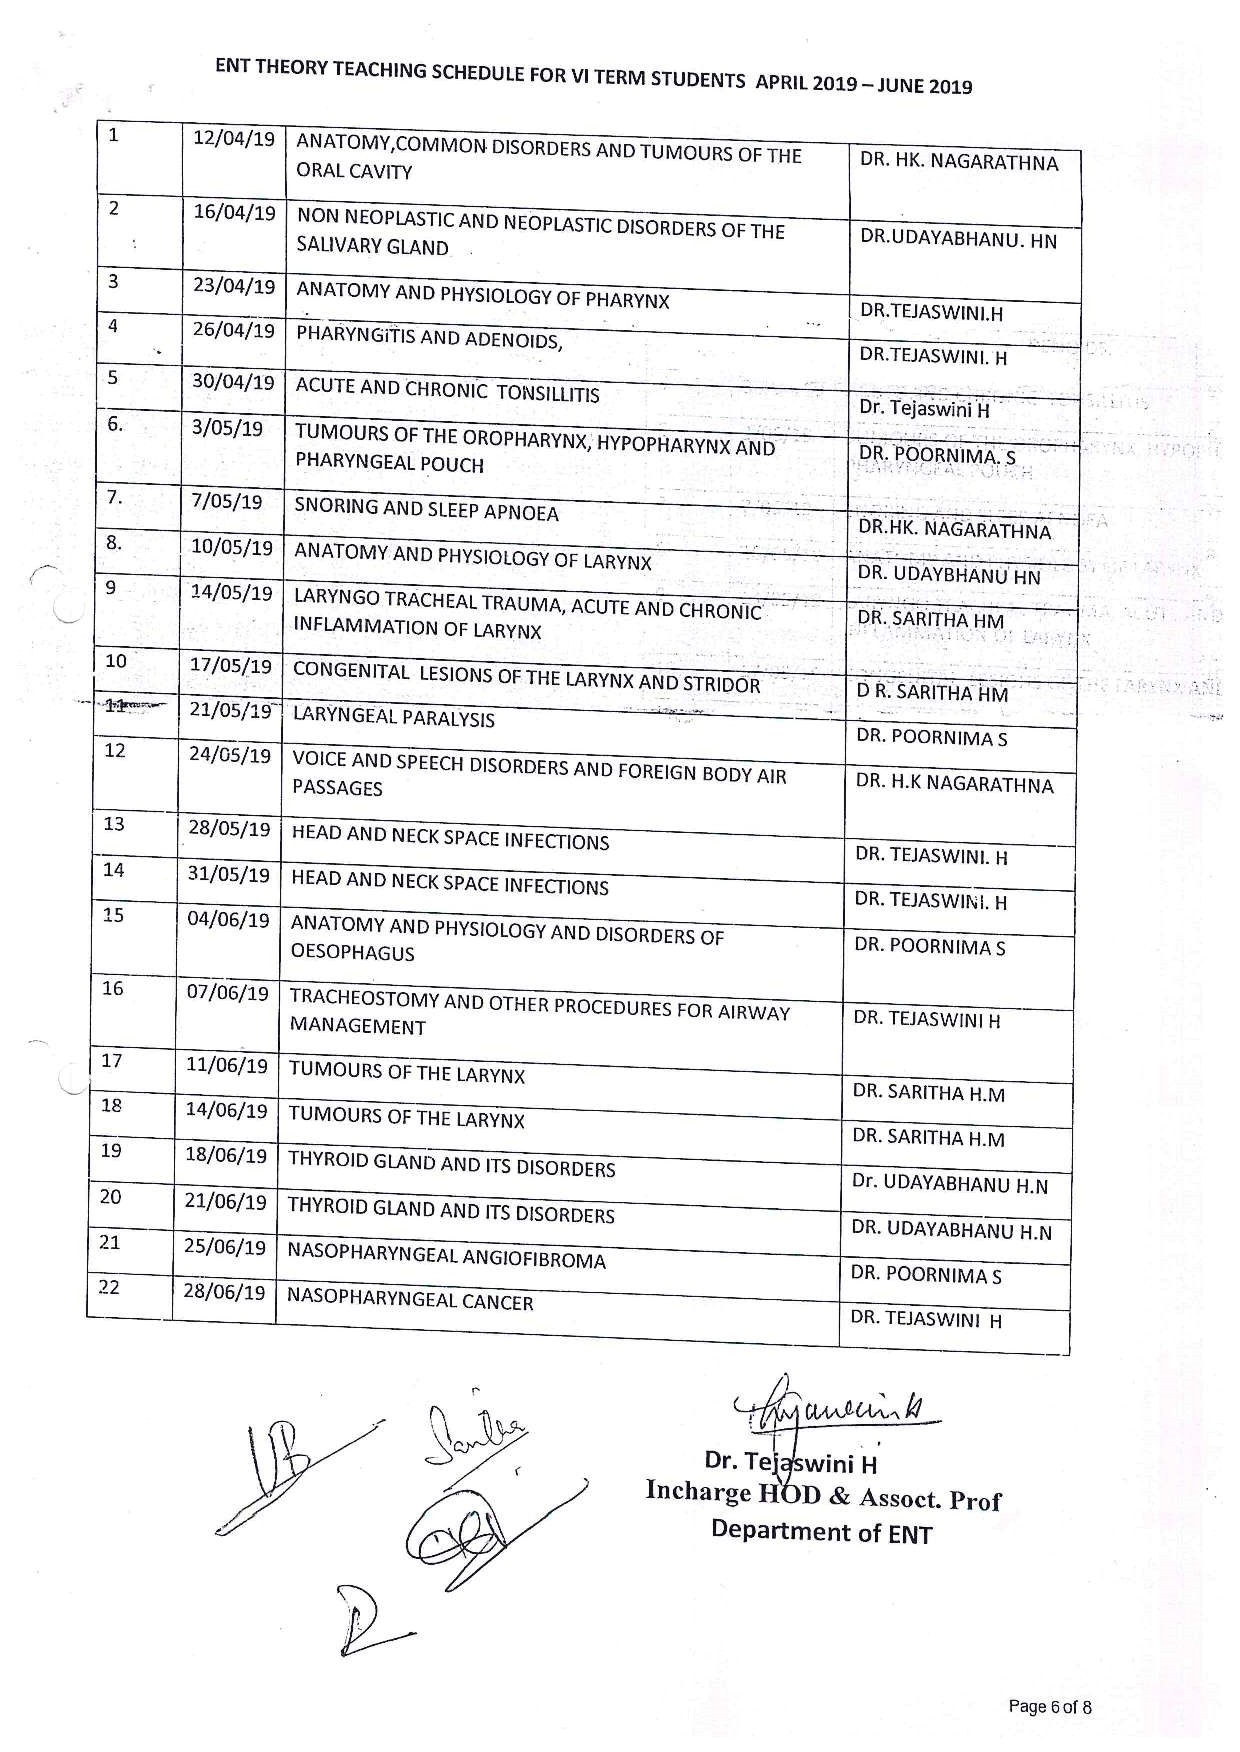 ENT THEORY TEACHING SCHEDULE FOR VI TERM STUDENTS APRIL 2019 – JUNE 2019
1 12/04/19 ANATOMY,COMMON DISORDERS AND TUMOURS OF THE DR. HK. NAGARATHNA
ORAL CAVITY
2 16/04/19 NON NEOPLASTIC AND NEOPLASTIC DISORDERS OF THE DR.UDAYABHANU. HN
SALIVARY GLAND
3 23/04/19 ANATOMY AND PHYSIOLOGY OF PHARYNX DR.TEJASWINI.H
4 26/04/19 PHARYNGITIS AND ADENOIDS, DR.TEJASWINI. H
5 30/04/19 ACUTE AND CHRONIC TONSILLITIS Dr. Tejaswini H
6. 3/05/19 TUMOURS OF THE OROPHARYNX, HYPOPHARYNX AND DR. POORNIMA. S
PHARYNGEAL POUCH
7. 7/05/19 SNORING AND SLEEP APNOEA DR.HK. NAGARATHNA
8. 10/05/19 ANATOMY AND PHYSIOLOGY OF LARYNX DR. UDAYBHANU HN
9 14/05/19 LARYNGO TRACHEAL TRAUMA, ACUTE AND CHRONIC DR. SARITHA HM
INFLAMMATION OF LARYNX
10 17/05/19 CONGENITAL LESIONS OF THE LARYNX AND STRIDOR D R. SARITHA HM
11 21/05/19 LARYNGEAL PARALYSIS DR. POORNIMA S
12 24/05/19 VOICE AND SPEECH DISORDERS AND FOREIGN BODY AIR DR. H.K NAGARATHNA
PASSAGES
13 28/05/19 HEAD AND NECK SPACE INFECTIONS DR. TEJASWINI. H
14 31/05/19 HEAD AND NECK SPACE INFECTIONS DR. TEJASWINI. H
15 04/06/19 ANATOMY AND PHYSIOLOGY AND DISORDERS OF DR. POORNIMA S
OESOPHAGUS
16 07/06/19 TRACHEOSTOMY AND OTHER PROCEDURES FOR AIRWAY DR. TEJASWINI H
MANAGEMENT
17 11/06/19 TUMOURS OF THE LARYNX DR. SARITHA H.M
18 14/06/19 TUMOURS OF THE LARYNX DR. SARITHA H.M
19 18/06/19 THYROID GLAND AND ITS DISORDERS Dr. UDAYABHANU H.N
20 21/06/19 THYROID GLAND AND ITS DISORDERS DR. UDAYABHANU H.N
21 25/06/19 NASOPHARYNGEAL ANGIOFIBROMA DR. POORNIMA S
22 28/06/19 NASOPHARYNGEAL CANCER DR. TEJASWINI H
Dr. Tejaswini H
Incharge HOD & Assoct. Prof
Department of ENT
Page 6 of 8